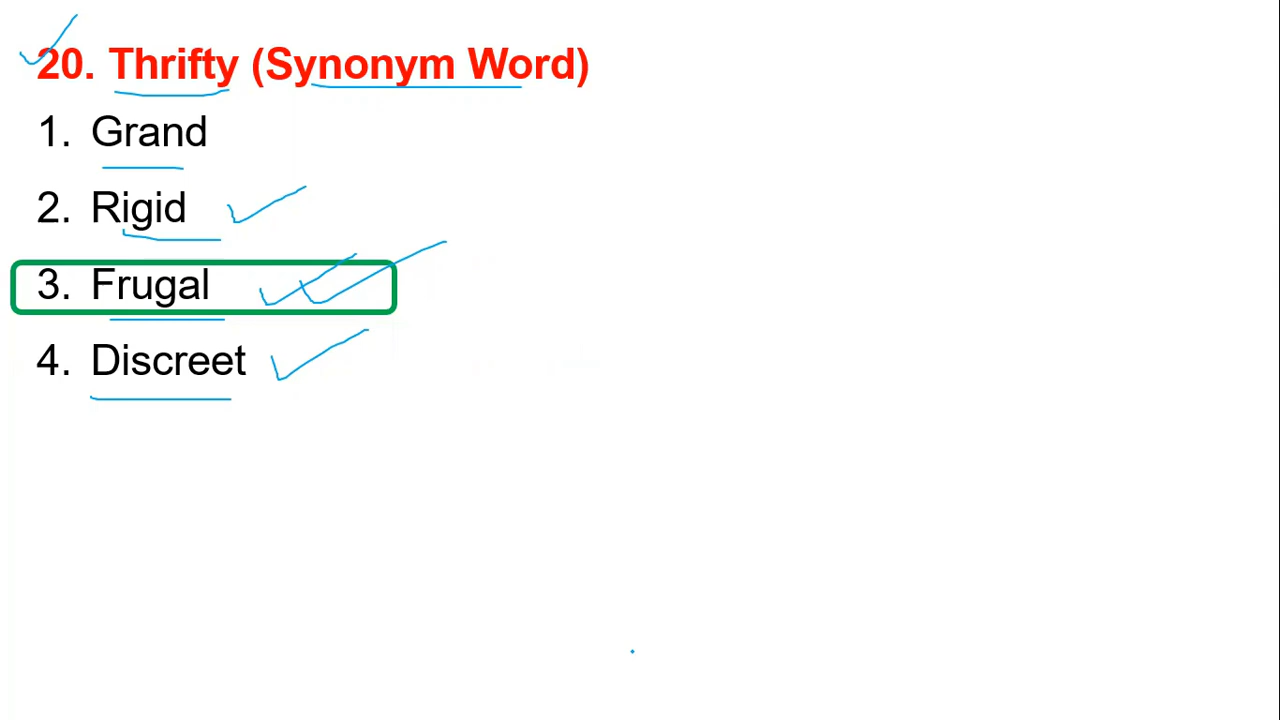 20. Thrifty (Synonym Word)
1. Grand
2. Rigid
3. Frugal
4. Discreet